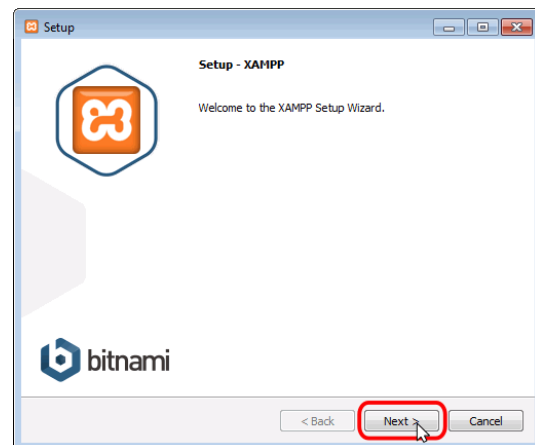 Setup
Setup - XAMPP
Welcome to the XAMPP Setup Wizard.
bitnami
< Back
Next >
Cancel